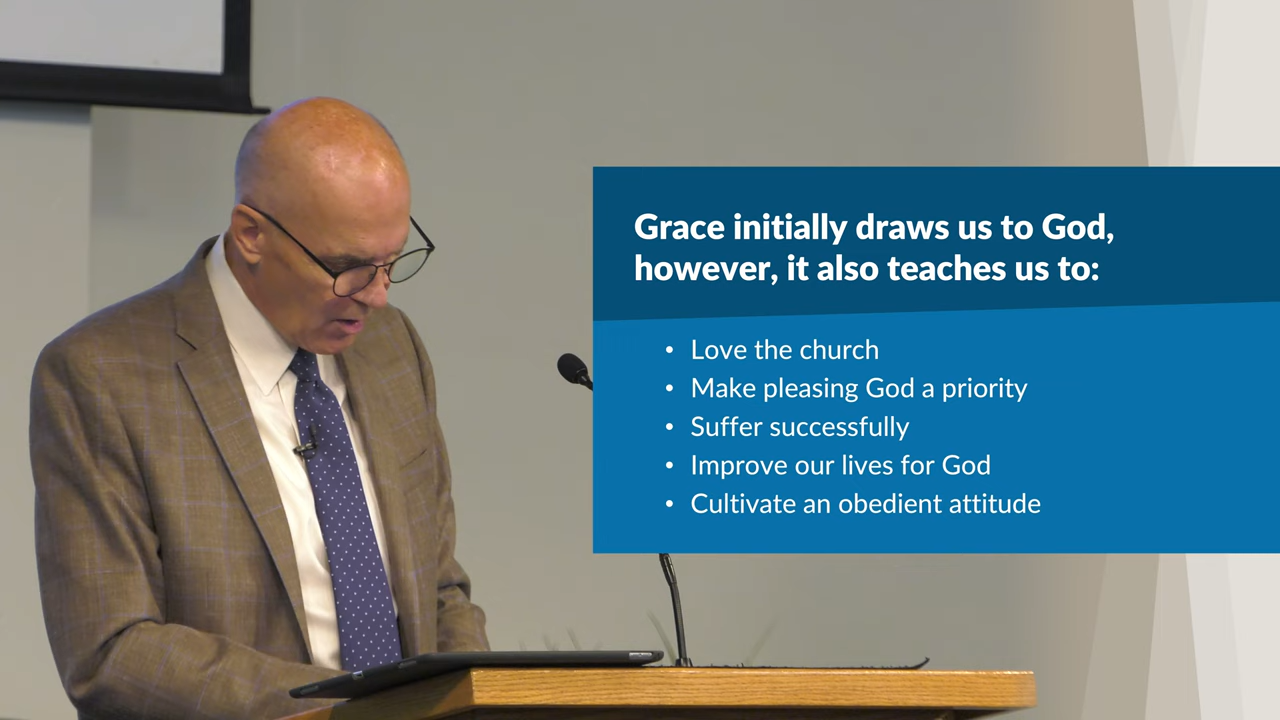 Grace initially draws us to God,
however, it also teaches us to:
• Love the church
• Make pleasing God a priority
• Suffer successfully
• Improve our lives for God
• Cultivate an obedient attitude